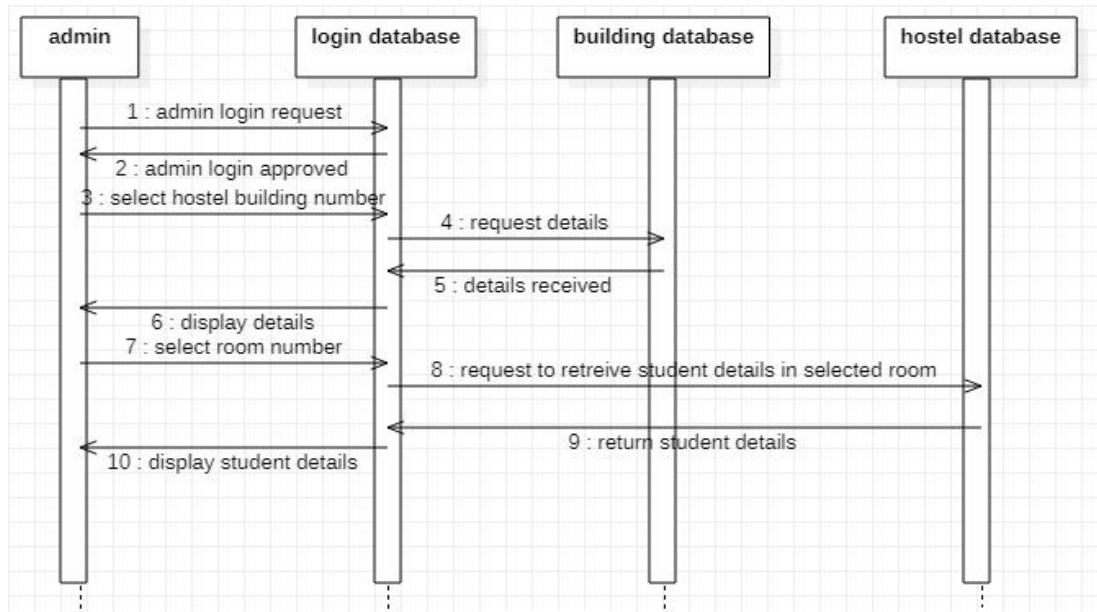 admin
login database
building database
hostel database
1 : admin login request
2 : admin login approved
3 : select hostel building number
4 : request details
5 : details received
6 : display details
7 : select room number
8 : request to retreive student details in selected room
9 : return student details
10 : display student details